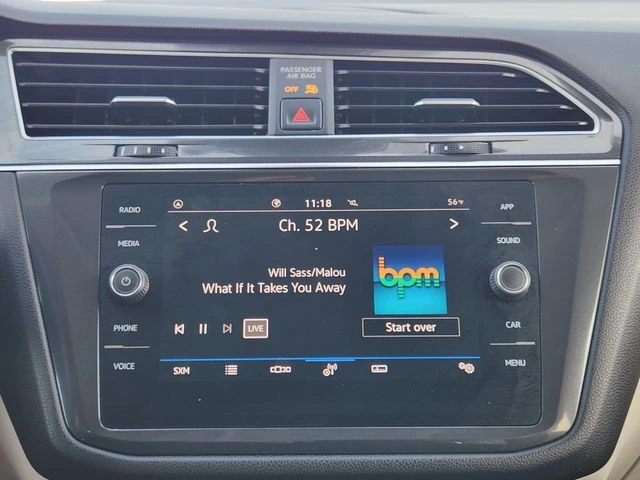 PASSENGER
AIR BAG
OFF
RADIO
MEDIA
PHONE
VOICE
11:18
56°F
Ch. 52 BPM
Will Sass/Malou
What If It Takes You Away
bpm
LIVE
Start over
SXM
APP
SOUND
CAR
MENU